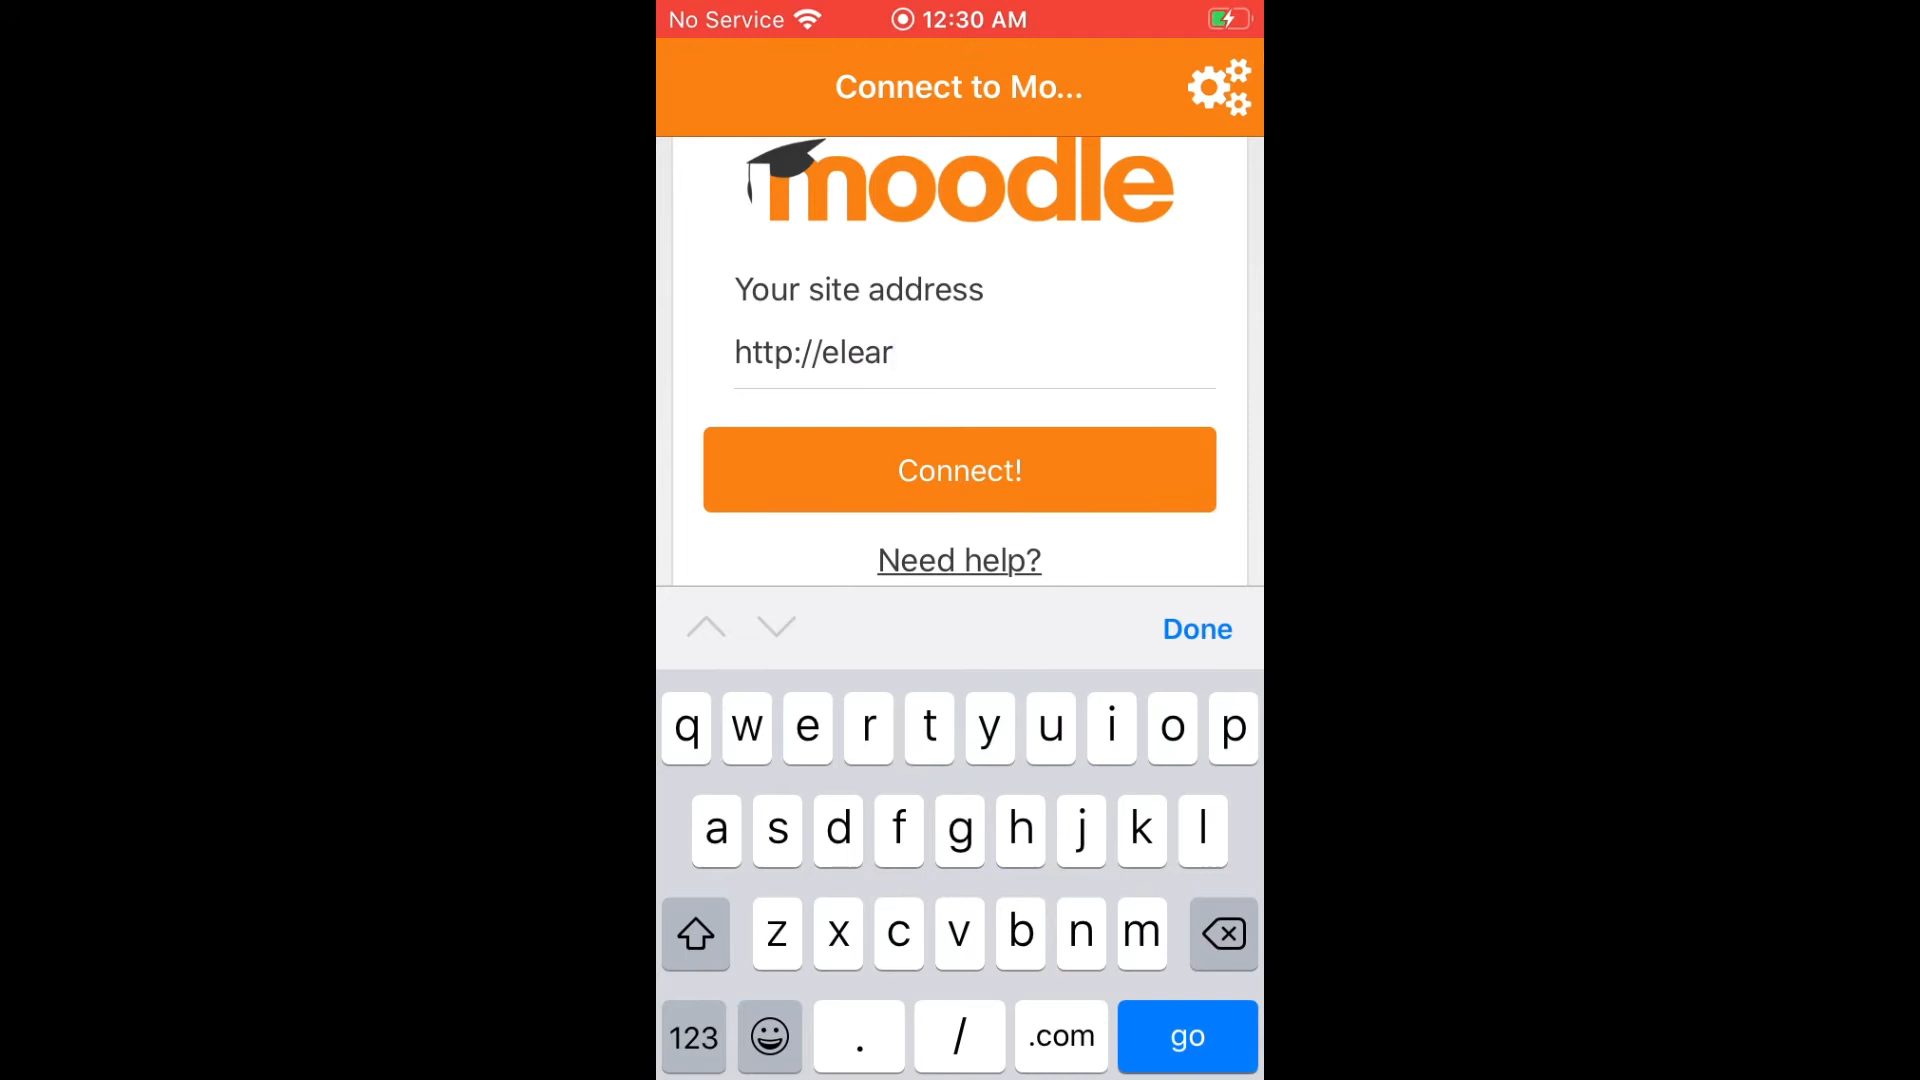 No Service 12:30 AM
Connect to Mo...
moodle
Your site address
http://elear
Connect!
Need help?
Done
q w e r t y u i o p
a s d f g h j k l
z x c v b n m
123 . / .com go